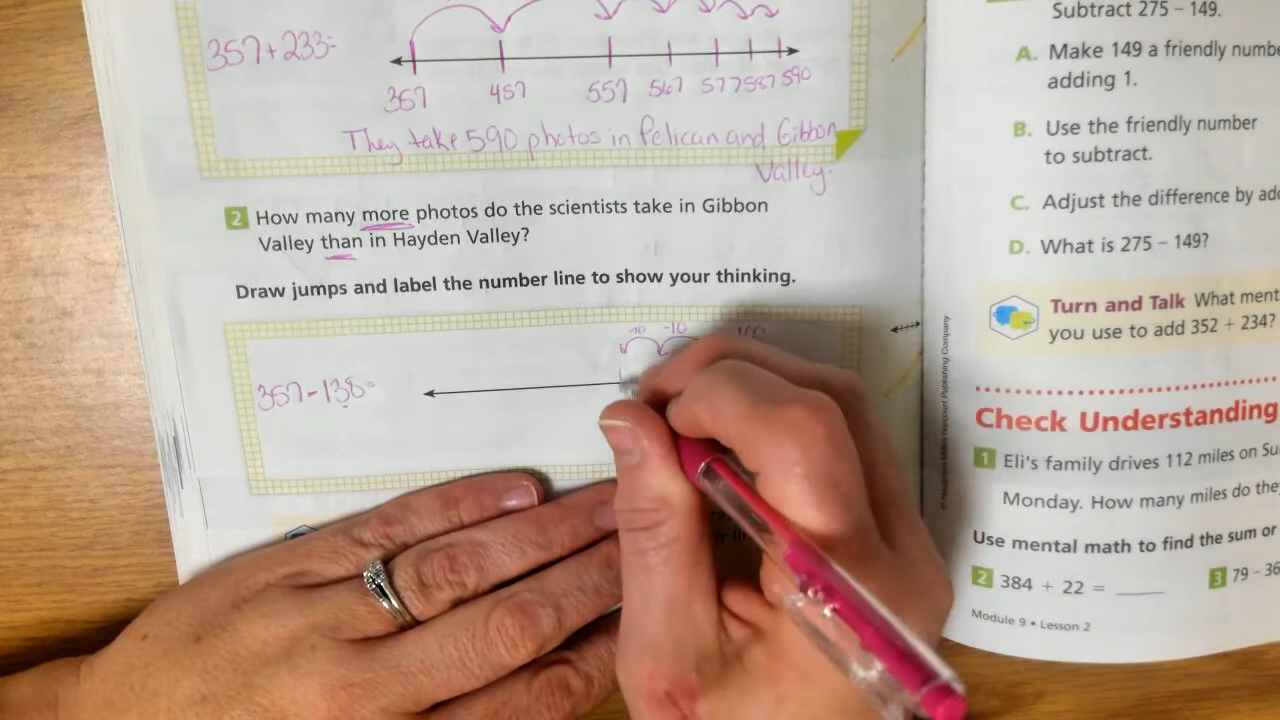 357+233=
357 457 557 567 577 587 590
They take 590 photos in Pelican and Gibbon
Valley.
2 How many more photos do the scientists take in Gibbon
Valley than in Hayden Valley?
Draw jumps and label the number line to show your thinking.
-10 -10 100
357-138=
Subtract 275 – 149.
A. Make 149 a friendly numbe
adding 1.
B. Use the friendly number
to subtract.
C. Adjust the difference by ad
D. What is 275 – 149?
Turn and Talk What ment
you use to add 352 + 234?
Check Understanding
1 Eli's family drives 112 miles on Su
Monday. How many miles do the
Use mental math to find the sum or
2 384 + 22 = 
3 79 - 36
Module 9 • Lesson 2
© Houghton Mifflin Harcourt Publishing Company